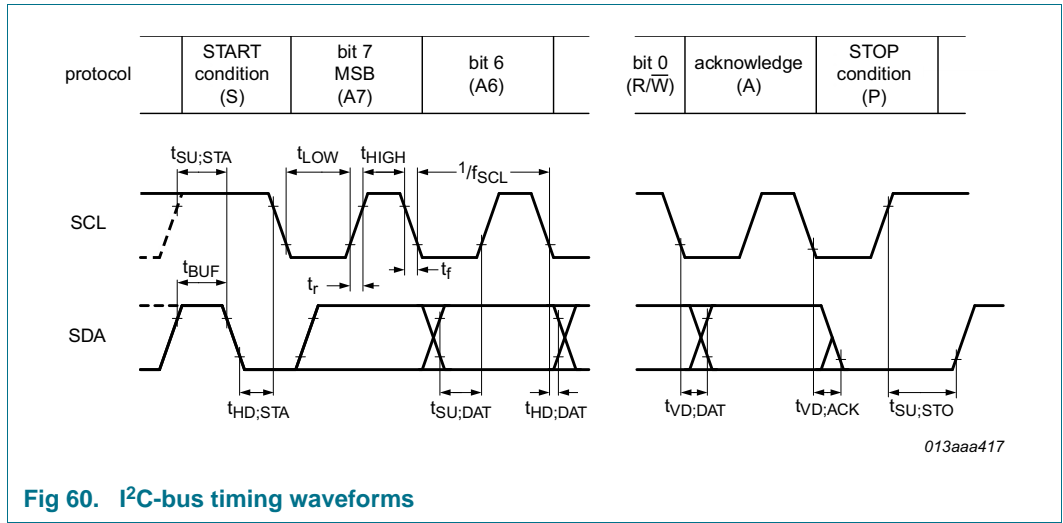 protocol
START condition (S)
bit 7 MSB (A7)
bit 6 (A6)
bit 0 (R/W̅)
acknowledge (A)
STOP condition (P)
tSU;STA
tLOW
tHIGH
1/fSCL
SCL
tBUF
tr
tf
SDA
tHD;STA
tSU;DAT
tHD;DAT
tVD;DAT
tVD;ACK
tSU;STO
013aaa417
Fig 60. I²C-bus timing waveforms